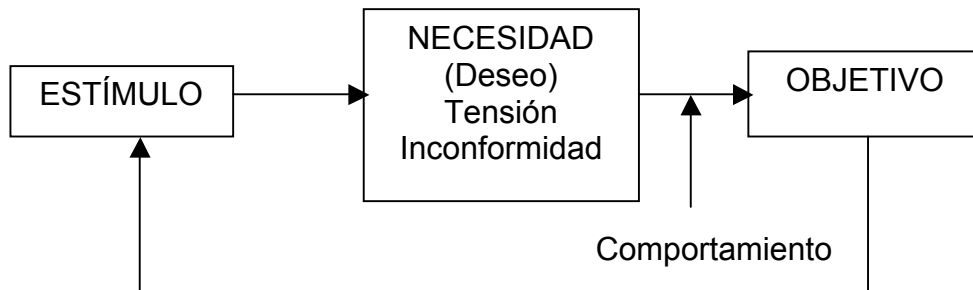 ESTÍMULO
NECESIDAD
(Deseo)
Tensión
Inconformidad
OBJETIVO
Comportamiento